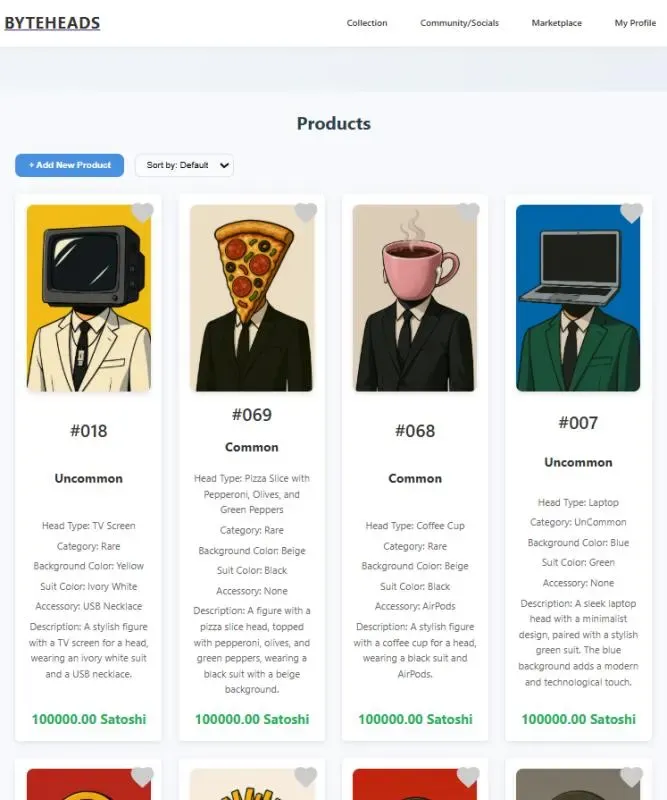 BYTEHEADS
Collection
Community/Socials
Marketplace
My Profile
Products
+ Add New Product
Sort by: Default
#018
Uncommon
Head Type: TV Screen
Category: Rare
Background Color: Yellow
Suit Color: Ivory White
Accessory: USB Necklace
Description: A stylish figure
with a TV screen for a head,
wearing an ivory white suit
and a USB necklace.
100000.00 Satoshi
#069
Common
Head Type: Pizza Slice with
Pepperoni, Olives, and
Green Peppers
Category: Rare
Background Color: Beige
Suit Color: Black
Accessory: None
Description: A figure with a
pizza slice head, topped
with pepperoni, olives, and
green peppers, wearing a
black suit with a beige
background.
100000.00 Satoshi
#068
Common
Head Type: Coffee Cup
Category: Rare
Background Color: Beige
Suit Color: Black
Accessory: AirPods
Description: A stylish figure
with a coffee cup for a head,
wearing a black suit and
AirPods.
100000.00 Satoshi
#007
Uncommon
Head Type: Laptop
Category: UnCommon
Background Color: Blue
Suit Color: Green
Accessory: None
Description: A sleek laptop
head with a minimalist
design, paired with a stylish
green suit. The blue
background adds a modern
and technological touch.
100000.00 Satoshi